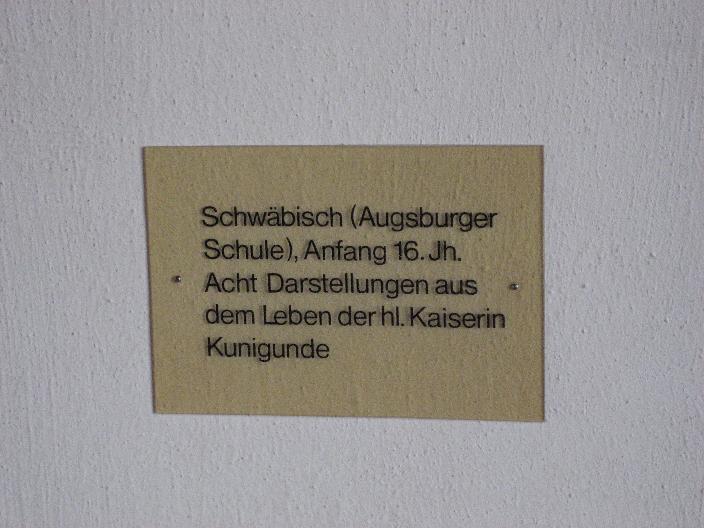 Schwäbisch (Augsburger
Schule), Anfang 16. Jh.
Acht Darstellungen aus
dem Leben der hl. Kaiserin
Kunigunde